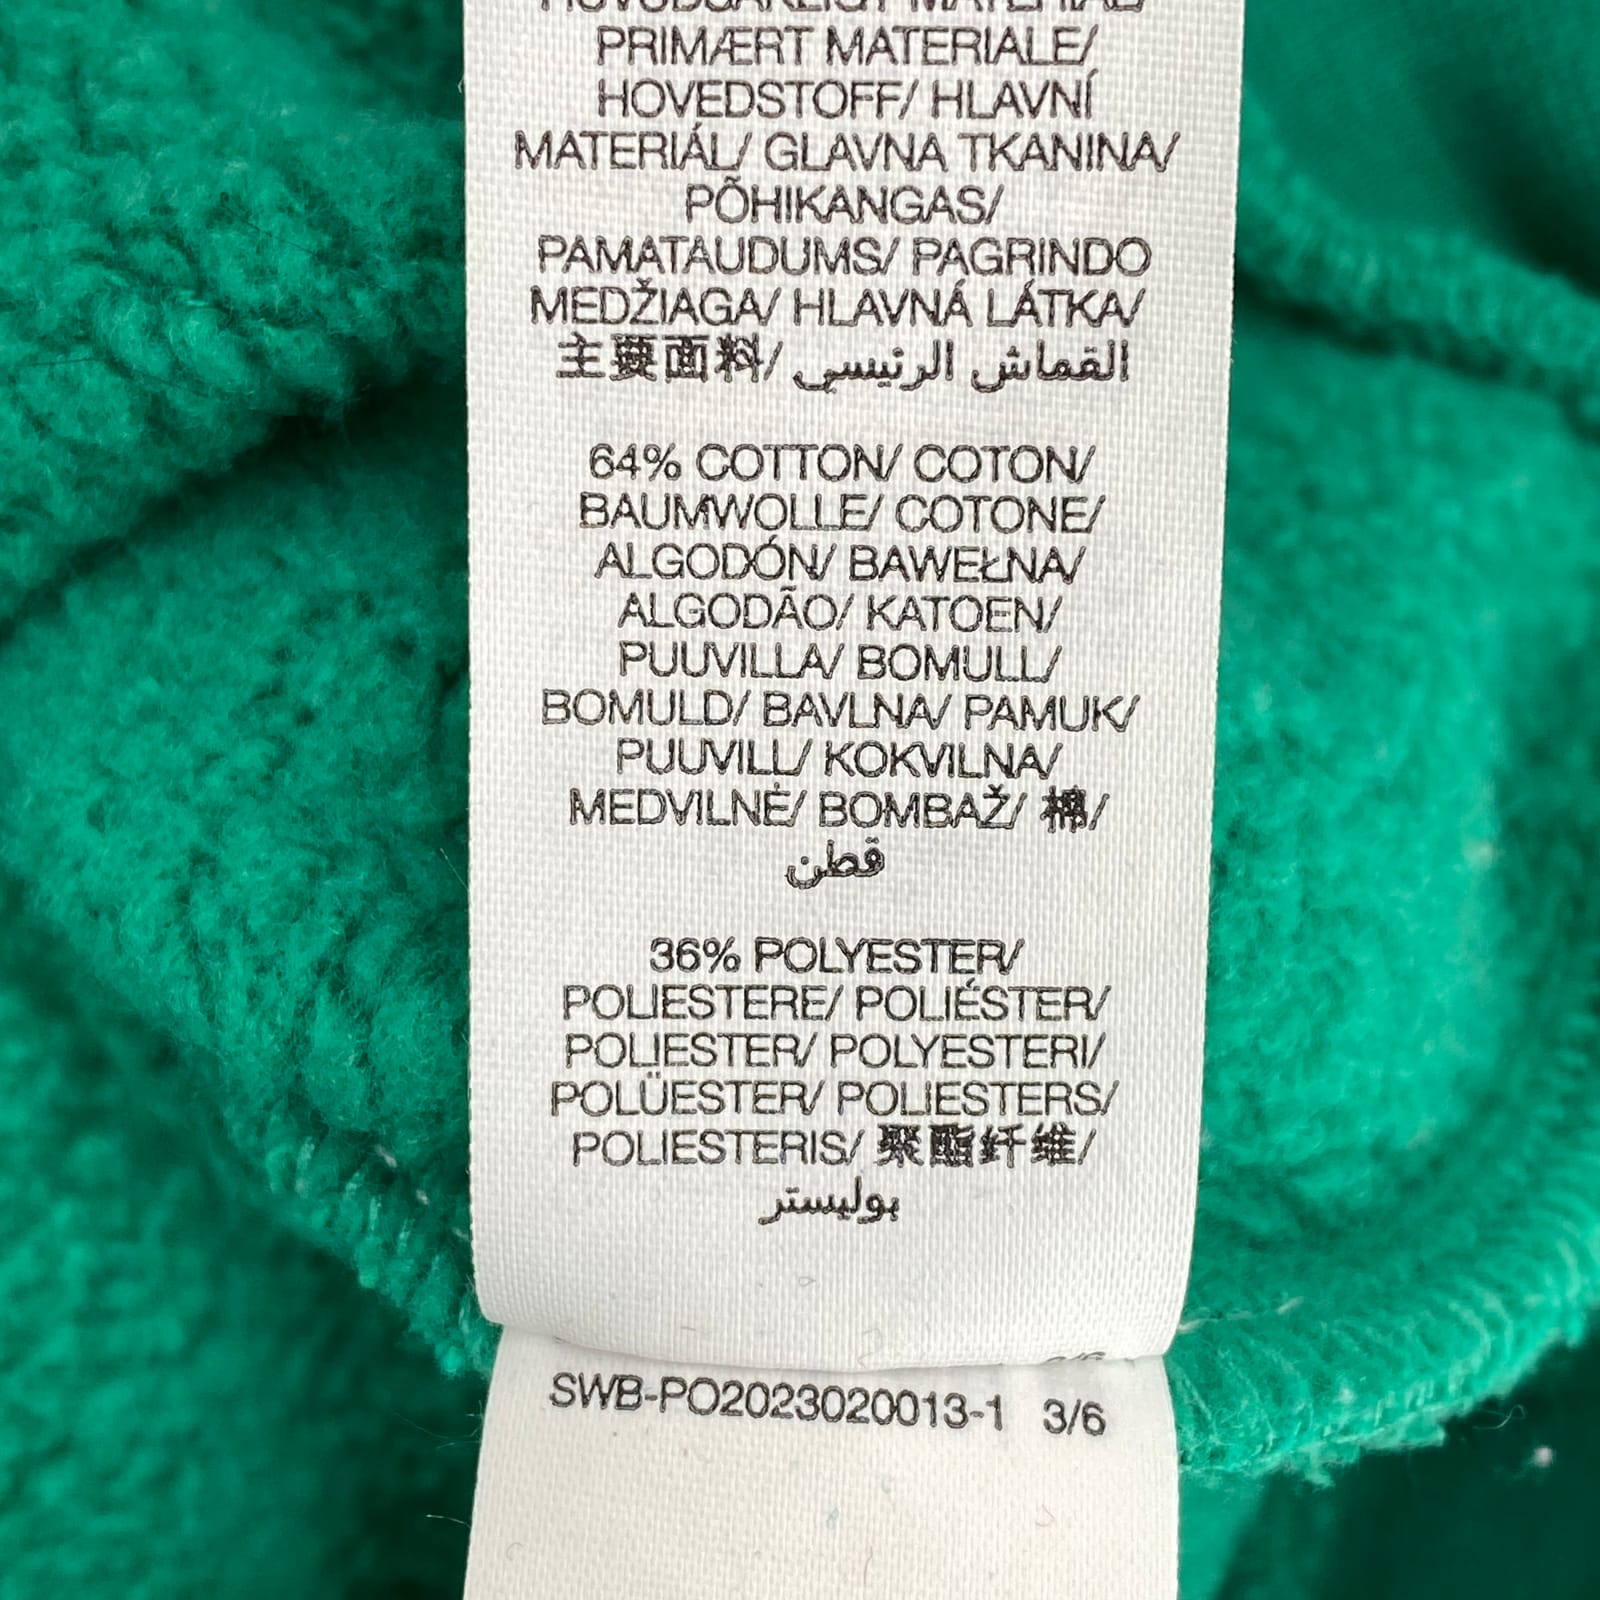 HUVUDSAKLIGT MATERIAL/
PRIMÆRT MATERIALE/
HOVEDSTOFF/ HLAVNÍ
MATERIÁL/ GLAVNA TKANINA/
PÕHIKANGAS/
PAMATAUDUMS/ PAGRINDO
MEDŽIAGA/ HLAVNÁ LÁTKA/
主要面料/ القماش الرئيسي
64% COTTON/ COTON/
BAUMWOLLE/ COTONE/
ALGODÓN/ BAWEŁNA/
ALGODÃO/ KATOEN/
PUUVILLA/ BOMULL/
BOMULD/ BAVLNA/ PAMUK/
PUUVILL/ KOKVILNA/
MEDVILNĖ/ BOMBAŽ/ 棉/
قطن
36% POLYESTER/
POLIESTERE/ POLIÉSTER/
POLIESTER/ POLYESTERI/
POLÜESTER/ POLIESTERS/
POLIESTERIS/ 聚酯纤维/
بوليستر
SWB-PO2023020013-1 3/6